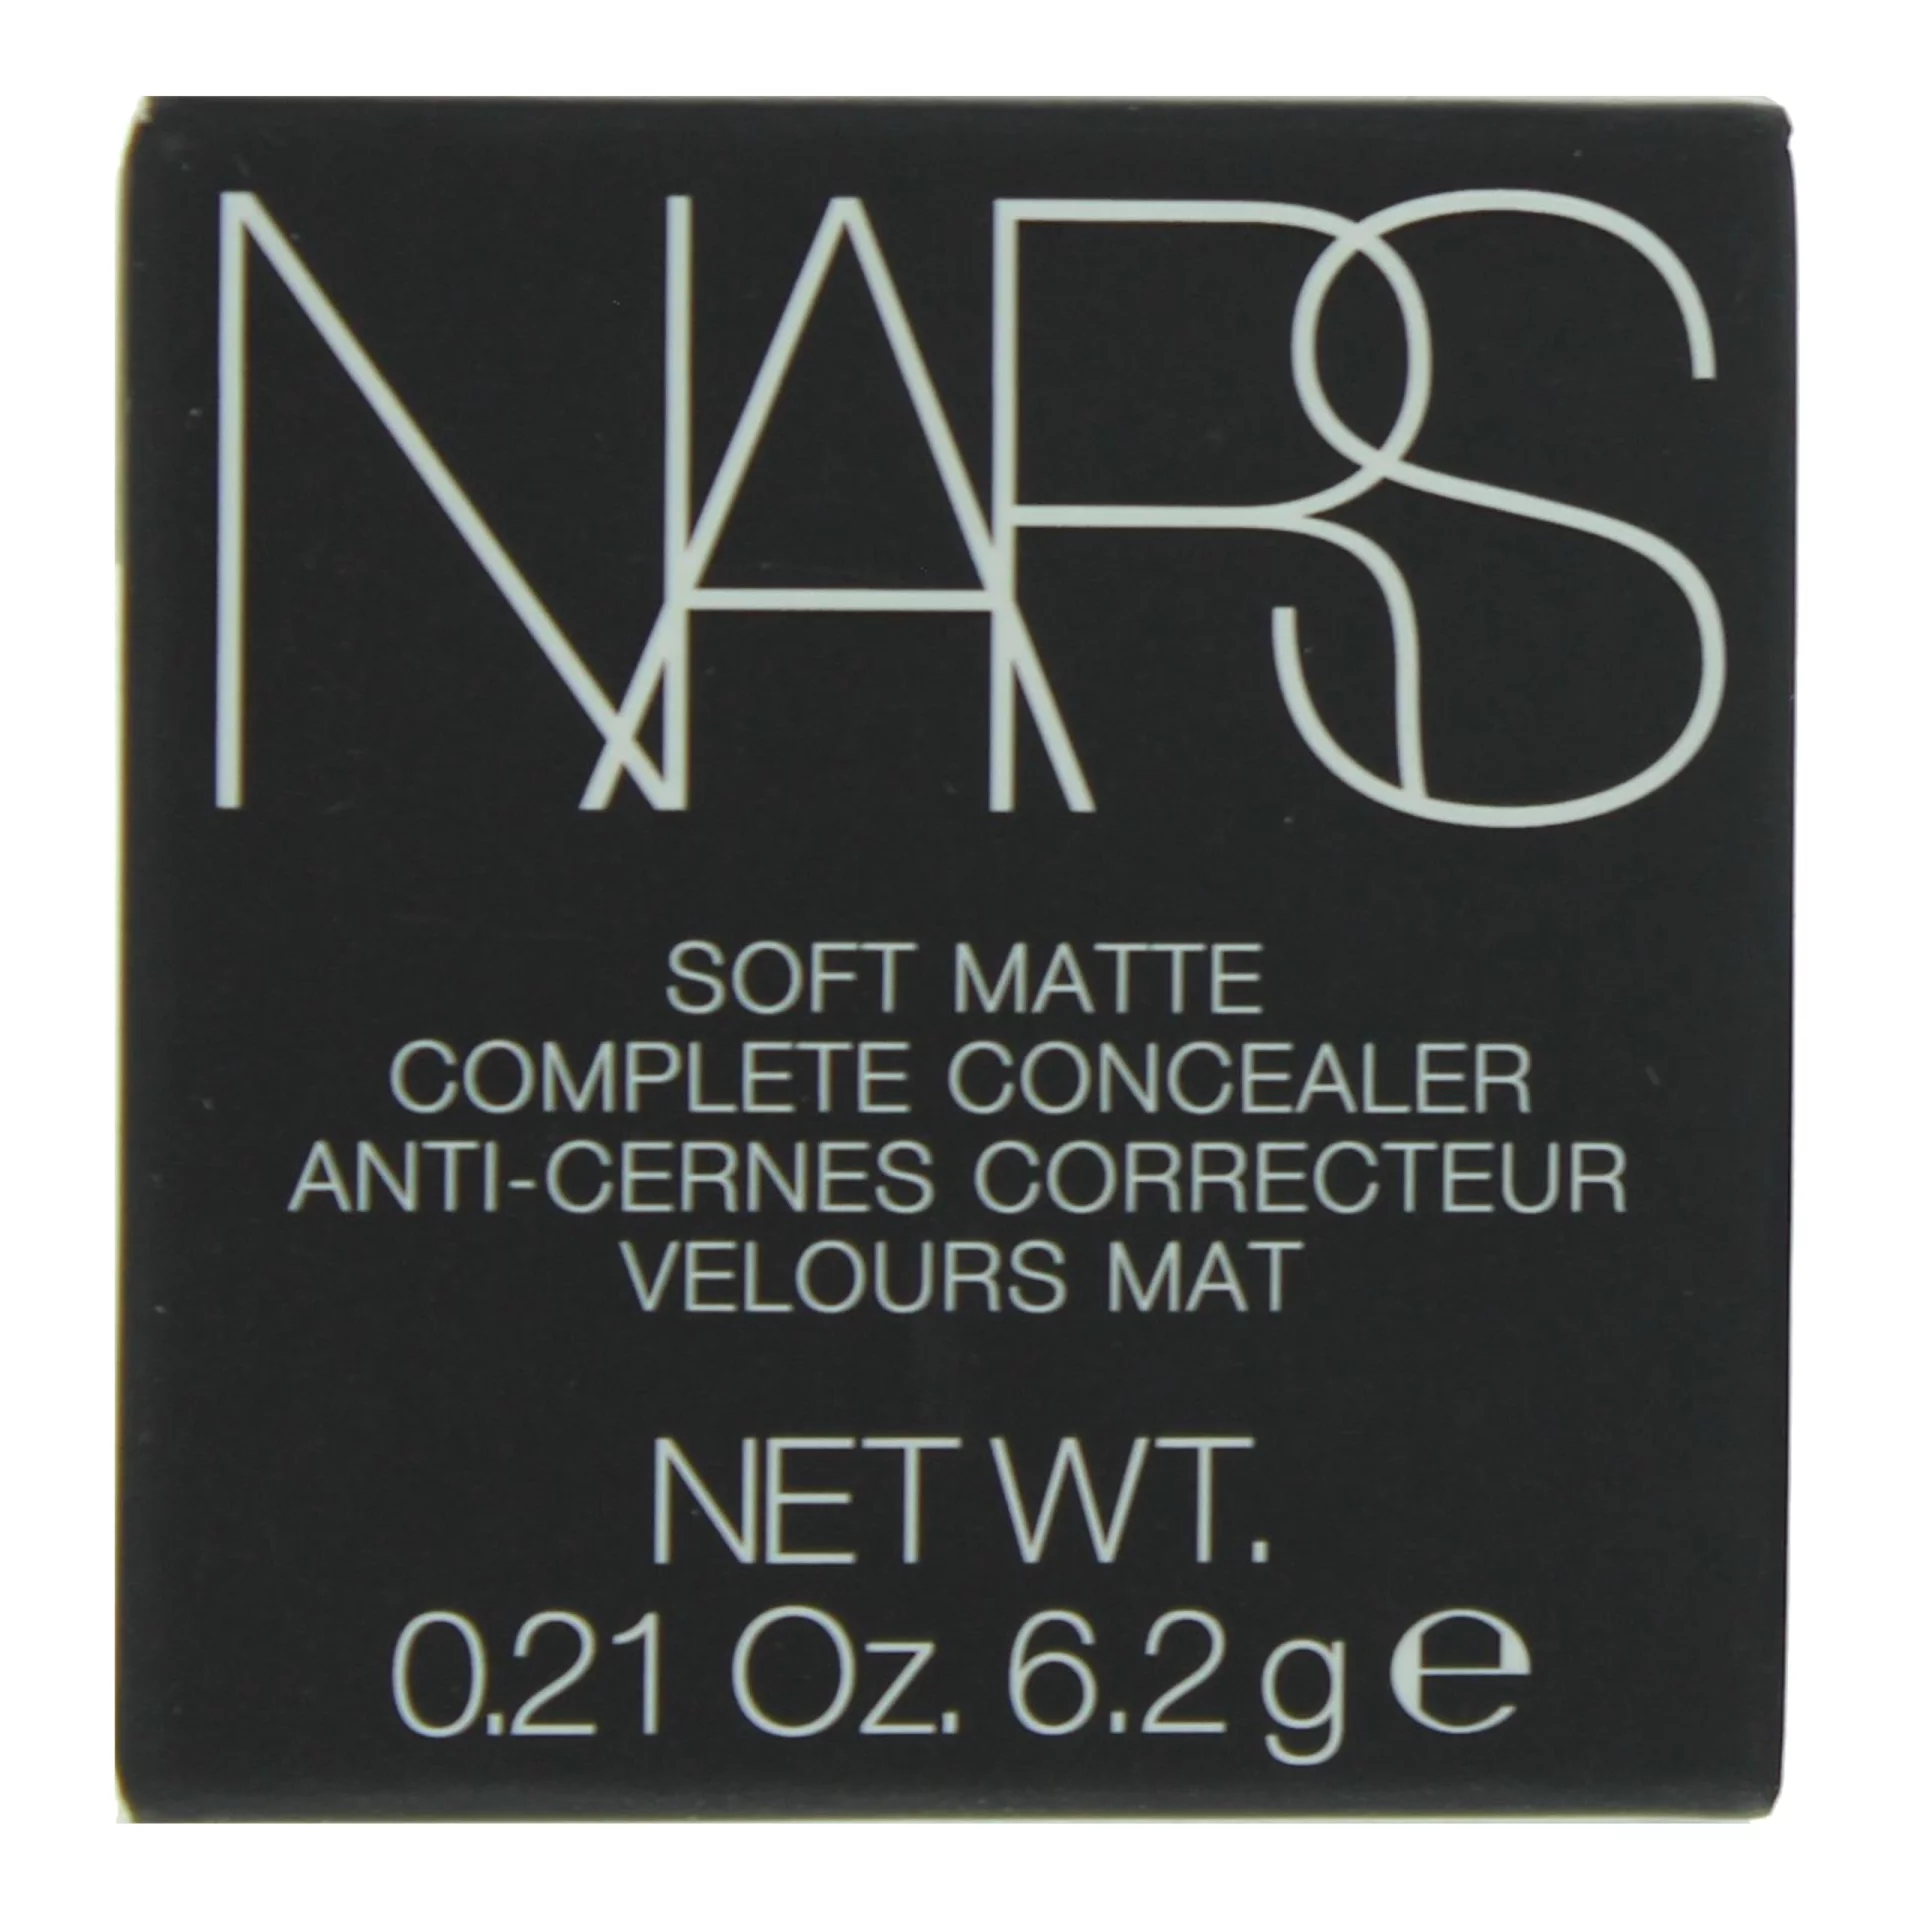 NARS
SOFT MATTE
COMPLETE CONCEALER
ANTI-CERNES CORRECTEUR
VELOURS MAT
NET WT.
0.21 Oz. 6.2 g e